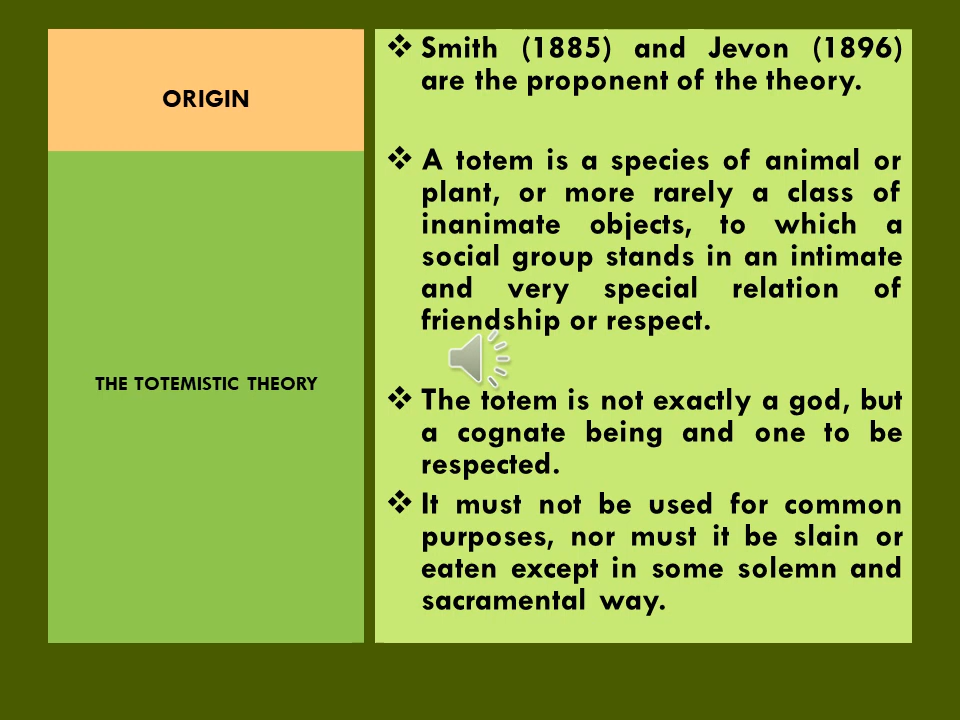 ORIGIN
THE TOTEMISTIC THEORY
❖ Smith (1885) and Jevon (1896)
are the proponent of the theory.
❖ A totem is a species of animal or
plant, or more rarely a class of
inanimate objects, to which a
social group stands in an intimate
and very special relation of
friendship or respect.
❖ The totem is not exactly a god, but
a cognate being and one to be
respected.
❖ It must not be used for common
purposes, nor must it be slain or
eaten except in some solemn and
sacramental way.